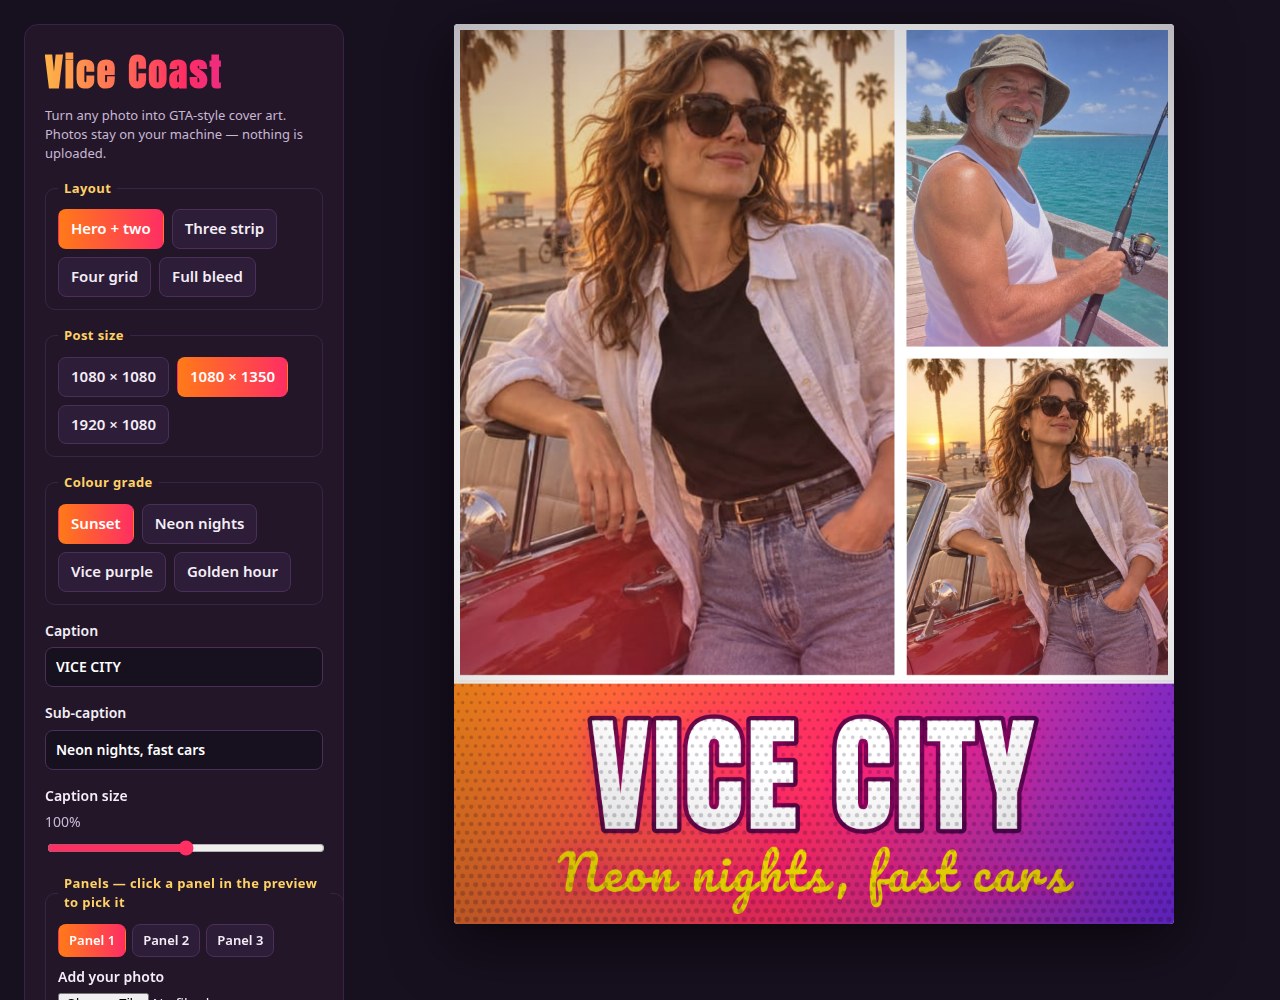 Vice Coast
Turn any photo into GTA-style cover art.
Photos stay on your machine — nothing is
uploaded.
Layout
Hero + two
Three strip
Four grid
Full bleed
Post size
1080 × 1080
1080 × 1350
1920 × 1080
Colour grade
Sunset
Neon nights
Vice purple
Golden hour
Caption
VICE CITY
Sub-caption
Neon nights, fast cars
Caption size
100%
Panels — click a panel in the preview
to pick it
Panel 1
Panel 2
Panel 3
Add your photo
VICE CITY
Neon nights, fast cars